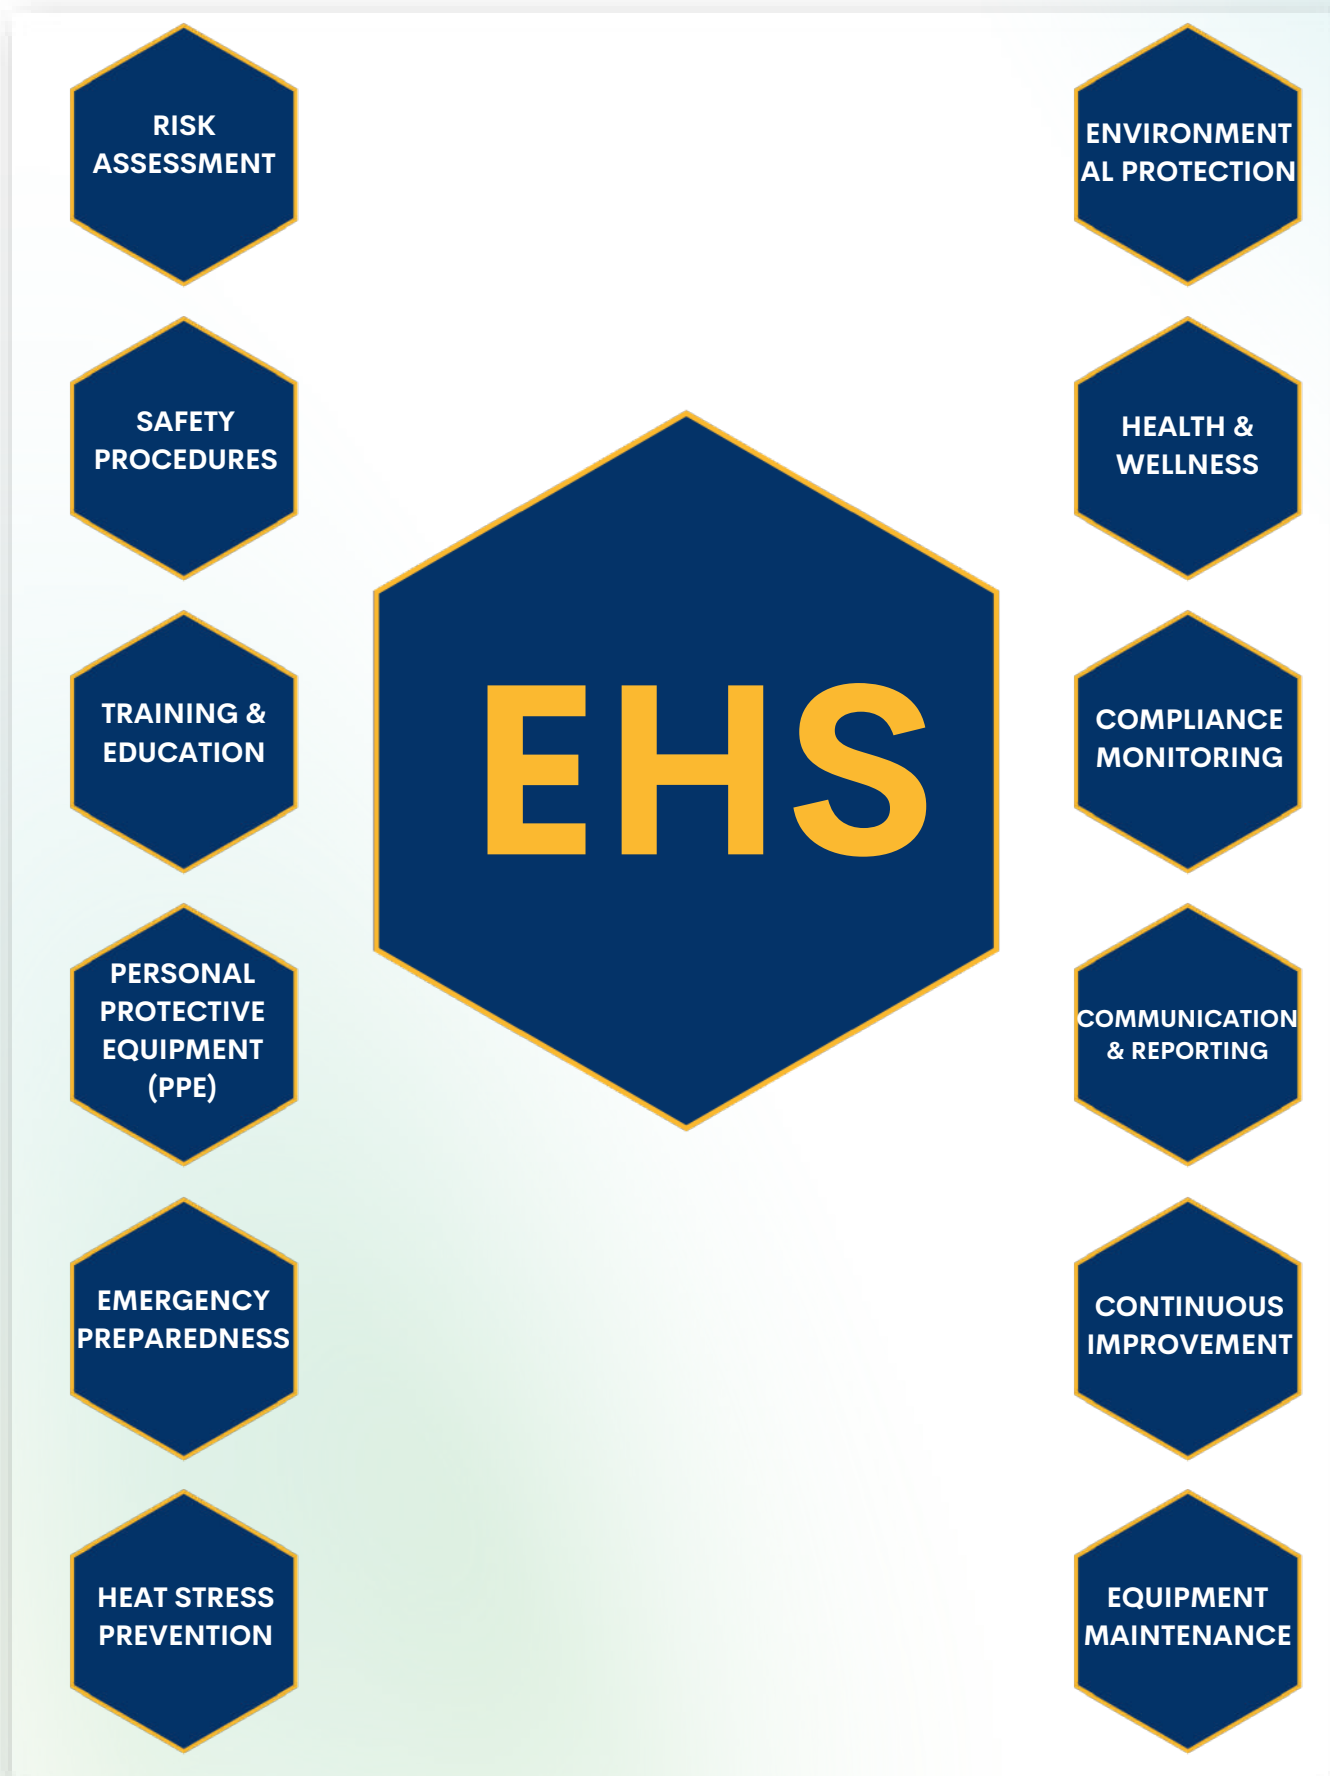 RISK
ASSESSMENT
SAFETY
PROCEDURES
TRAINING &
EDUCATION
PERSONAL
PROTECTIVE
EQUIPMENT
(PPE)
EMERGENCY
PREPAREDNESS
HEAT STRESS
PREVENTION
EHS
ENVIRONMENT
AL PROTECTION
HEALTH &
WELLNESS
COMPLIANCE
MONITORING
COMMUNICATION
& REPORTING
CONTINUOUS
IMPROVEMENT
EQUIPMENT
MAINTENANCE